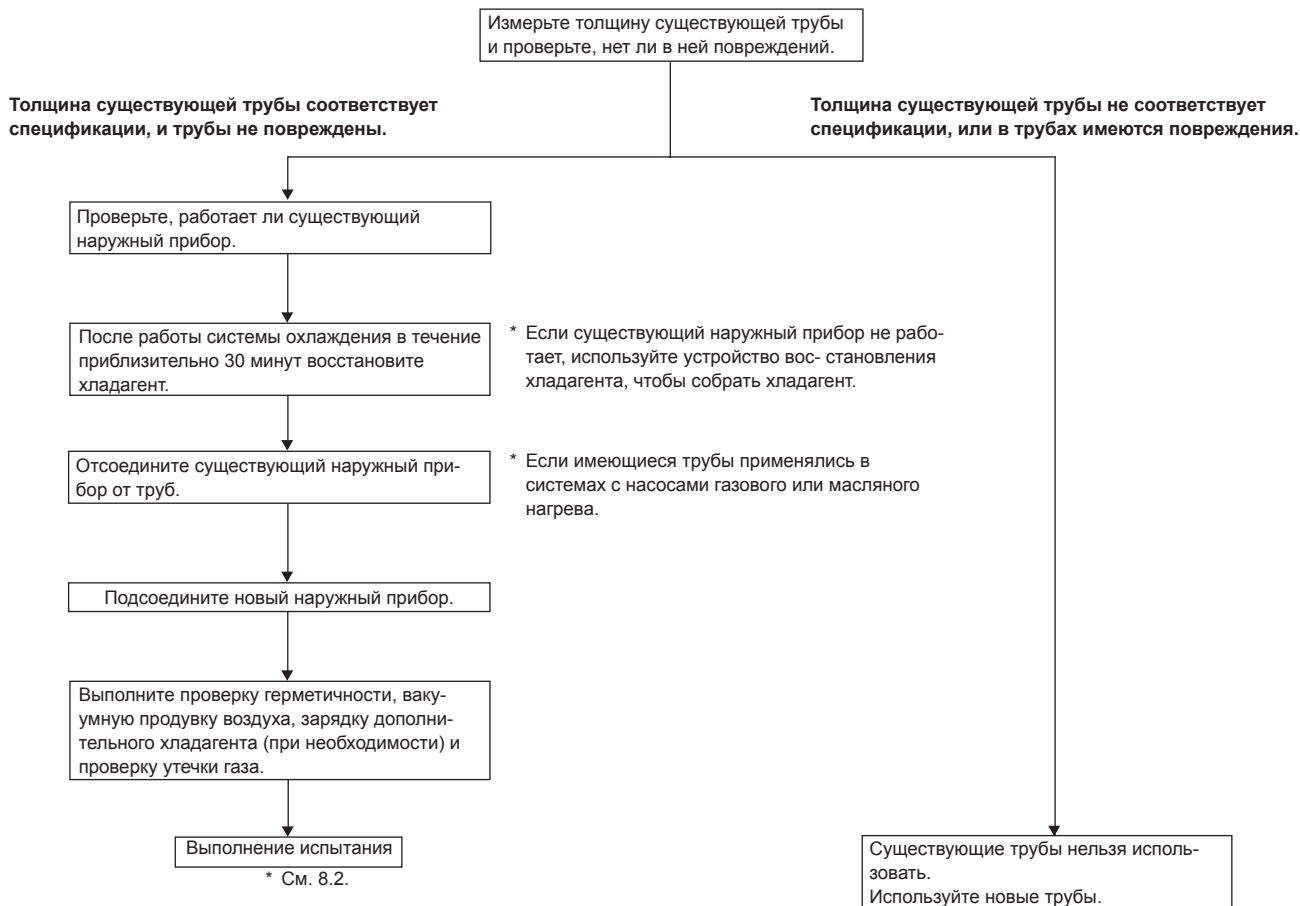 Измерьте толщину существующей трубы
и проверьте, нет ли в ней повреждений.
Толщина существующей трубы соответствует
спецификации, и трубы не повреждены.
Толщина существующей трубы не соответствует
спецификации, или в трубах имеются повреждения.
Проверьте, работает ли существующий
наружный прибор.
После работы системы охлаждения в течение
приблизительно 30 минут восстановите
хладагент.
* Если существующий наружный прибор не рабо-
тает, используйте устройство вос- становления
хладагента, чтобы собрать хладагент.
Отсоедините существующий наружный при-
бор от труб.
* Если имеющиеся трубы применялись в
системах с насосами газового или масляного
нагрева.
Подсоедините новый наружный прибор.
Выполните проверку герметичности, ваку-
умную продувку воздуха, зарядку дополни-
тельного хладагента (при необходимости) и
проверку утечки газа.
Выполнение испытания
* См. 8.2.
Существующие трубы нельзя исполь-
зовать.
Используйте новые трубы.